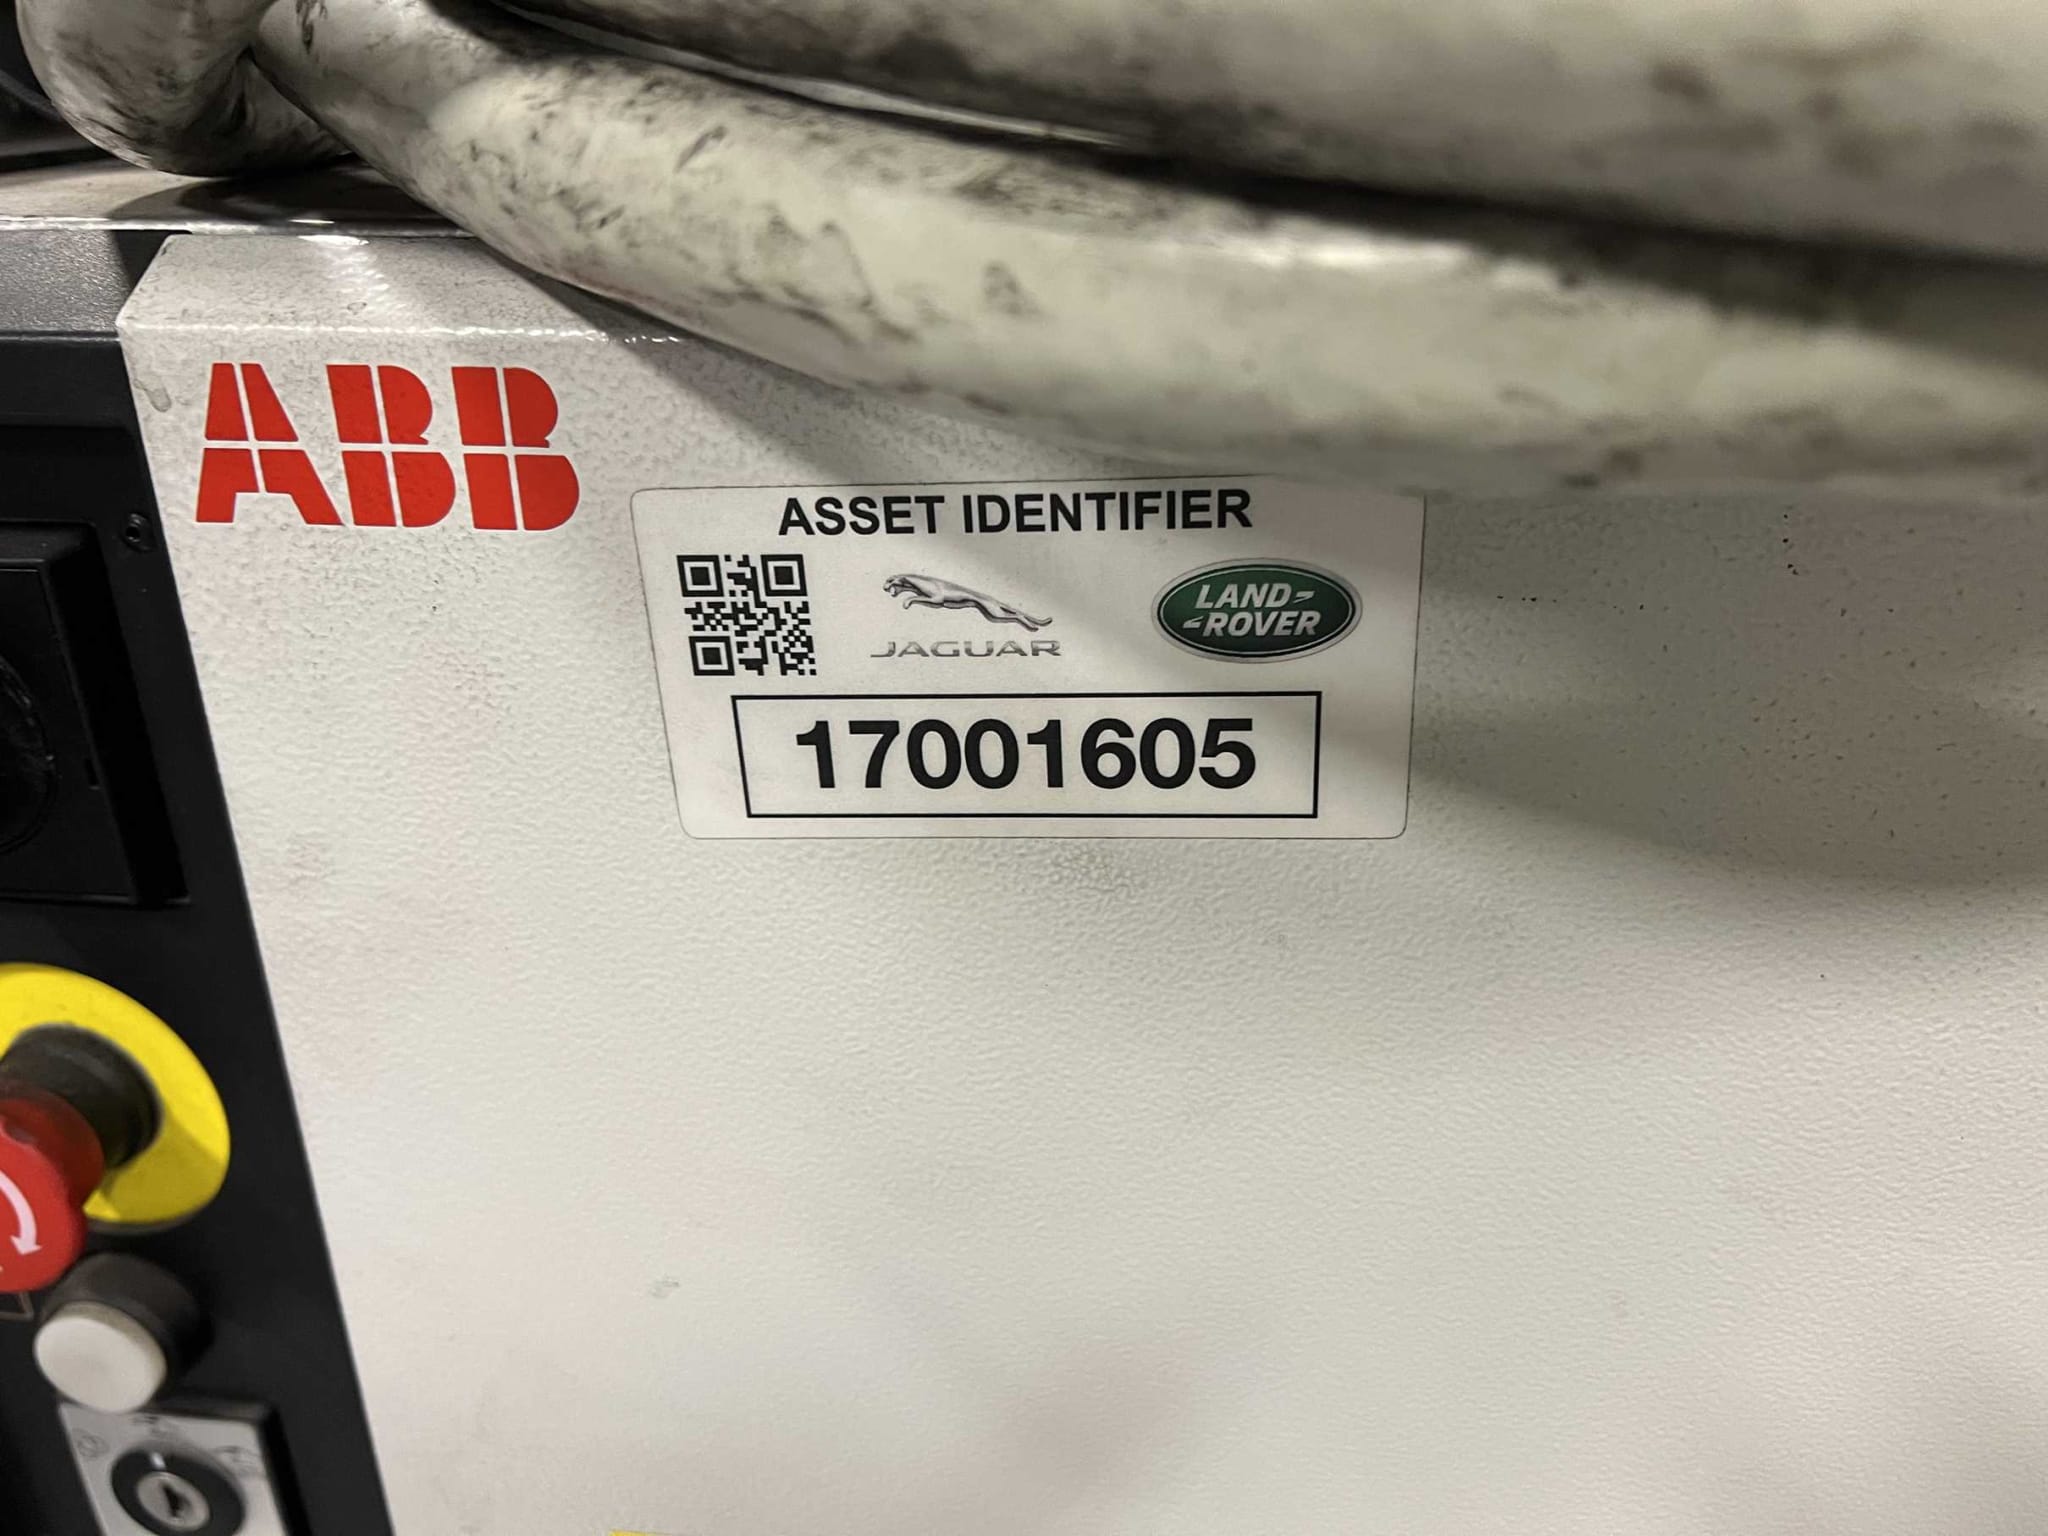 ABB
ASSET IDENTIFIER
JAGUAR
LAND-
-ROVER
17001605